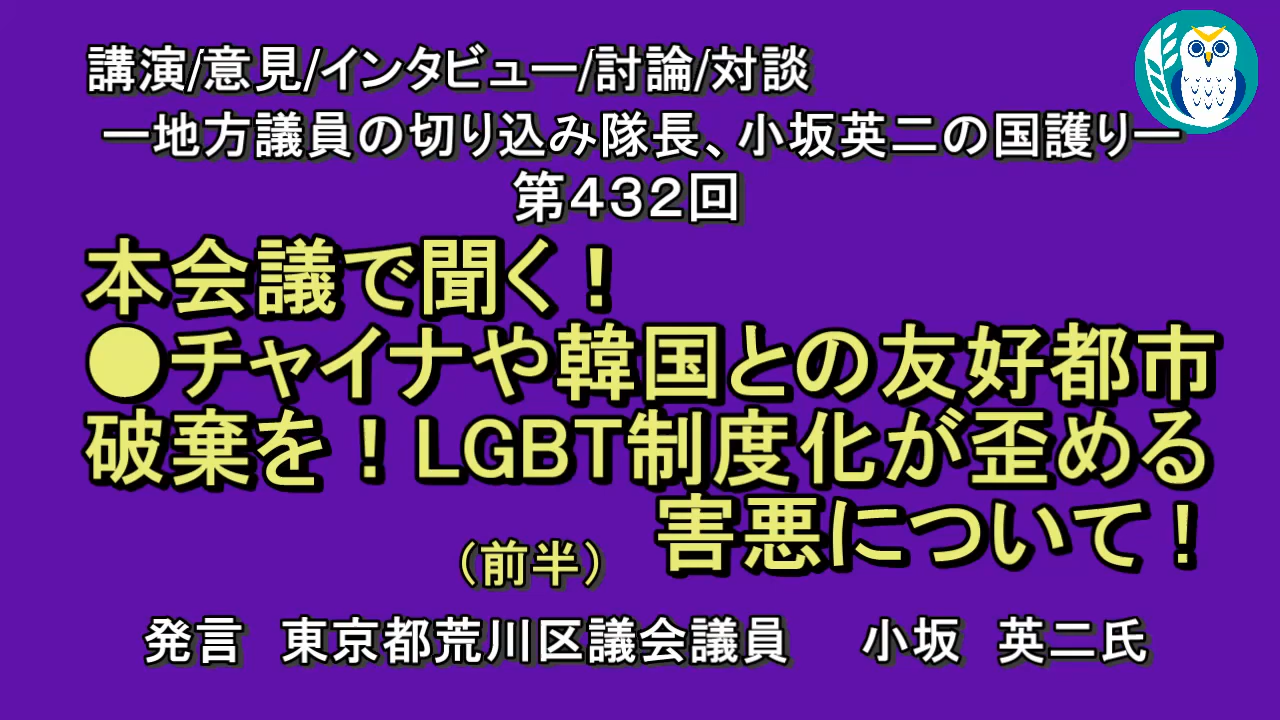 講演/意見/インタビュー/討論/対談
―地方議員の切り込み隊長、小坂英二の国護り―
第４３２回
本会議で聞く！
●チャイナや韓国との友好都市
破棄を！LGBT制度化が歪める
害悪について！
（前半）
発言　東京都荒川区議会議員　小坂　英二氏